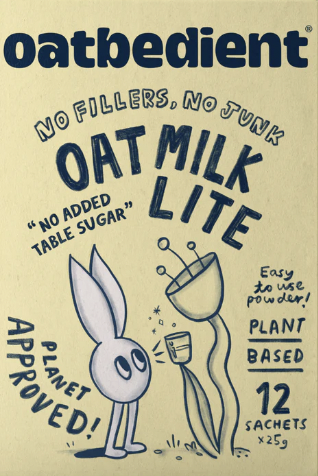 oatbedient®
NO FILLERS, NO JUNK
OAT MILK
LITE
"NO ADDED
TABLE SUGAR"
Easy
to use
powder!
PLANT
BASED
PLANET
APPROVED!
12
SACHETS
x25g